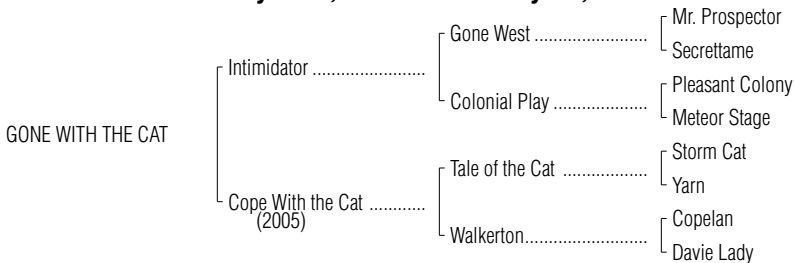 Mr. Prospector
Gone West ........................
Secrettame
Intimidator ........................
Pleasant Colony
Colonial Play ....................
Meteor Stage
GONE WITH THE CAT
Storm Cat
Tale of the Cat ..................
Yarn
Cope With the Cat ............
(2005)
Copelan
Walkerton..........................
Davie Lady